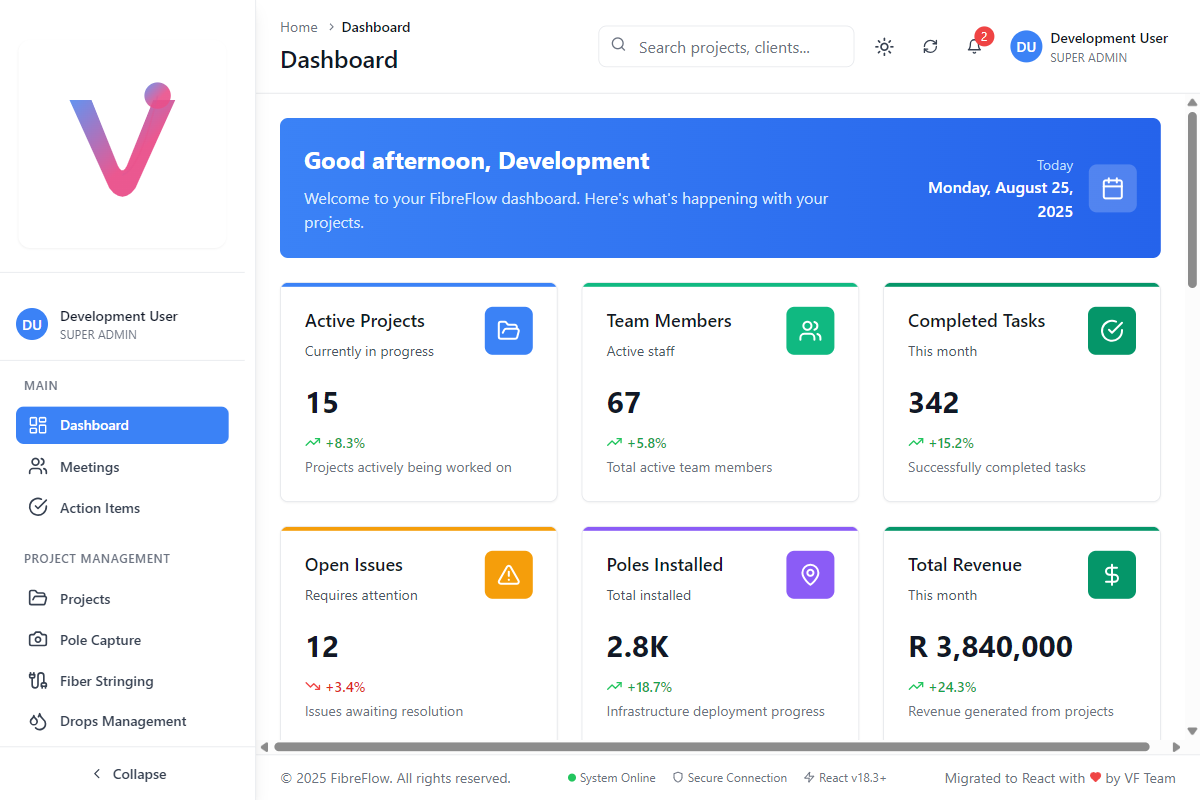 Home > Dashboard
Dashboard
Search projects, clients...
2
DU
Development User
SUPER ADMIN
DU
Development User
SUPER ADMIN
MAIN
Dashboard
Meetings
Action Items
PROJECT MANAGEMENT
Projects
Pole Capture
Fiber Stringing
Drops Management
Collapse
Good afternoon, Development
Welcome to your FibreFlow dashboard. Here's what's happening with your
projects.
Today
Monday, August 25,
2025
Active Projects
Currently in progress
15
+8.3%
Projects actively being worked on
Team Members
Active staff
67
+5.8%
Total active team members
Completed Tasks
This month
342
+15.2%
Successfully completed tasks
Open Issues
Requires attention
12
+3.4%
Issues awaiting resolution
Poles Installed
Total installed
2.8K
+18.7%
Infrastructure deployment progress
Total Revenue
This month
R 3,840,000
+24.3%
Revenue generated from projects
© 2025 FibreFlow. All rights reserved.
System Online
Secure Connection
React v18.3+
Migrated to React with ❤ by VF Team